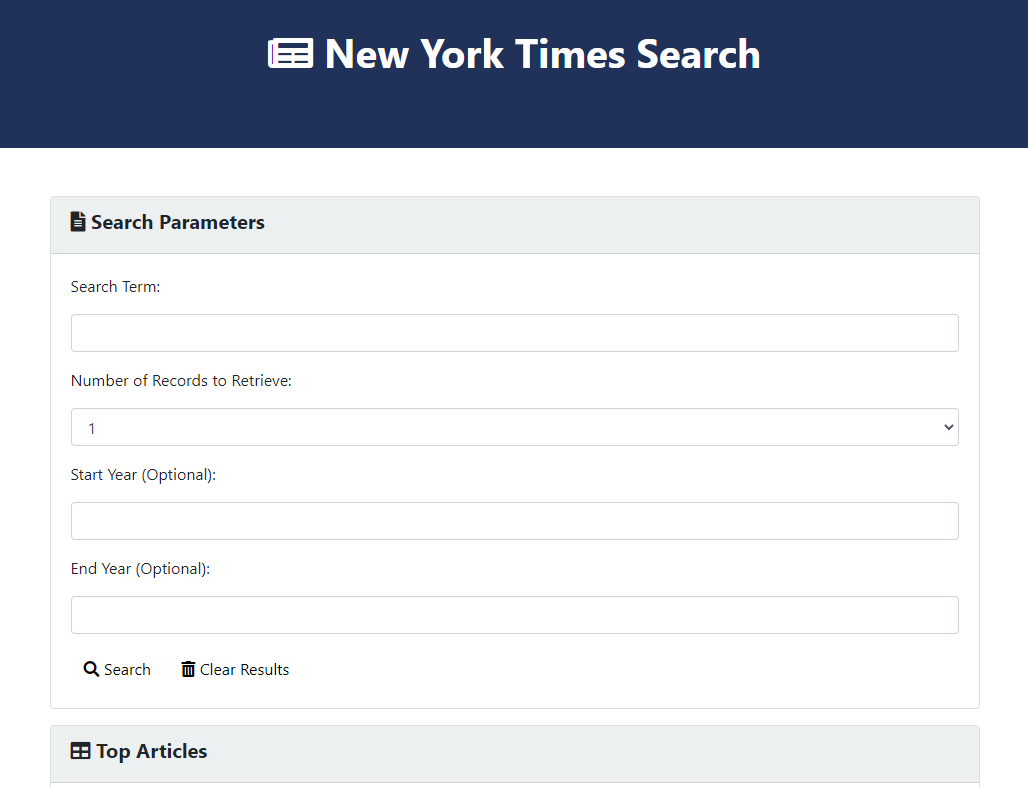 New York Times Search
Search Parameters
Search Term:
Number of Records to Retrieve:
1
Start Year (Optional):
End Year (Optional):
Search Clear Results
Top Articles